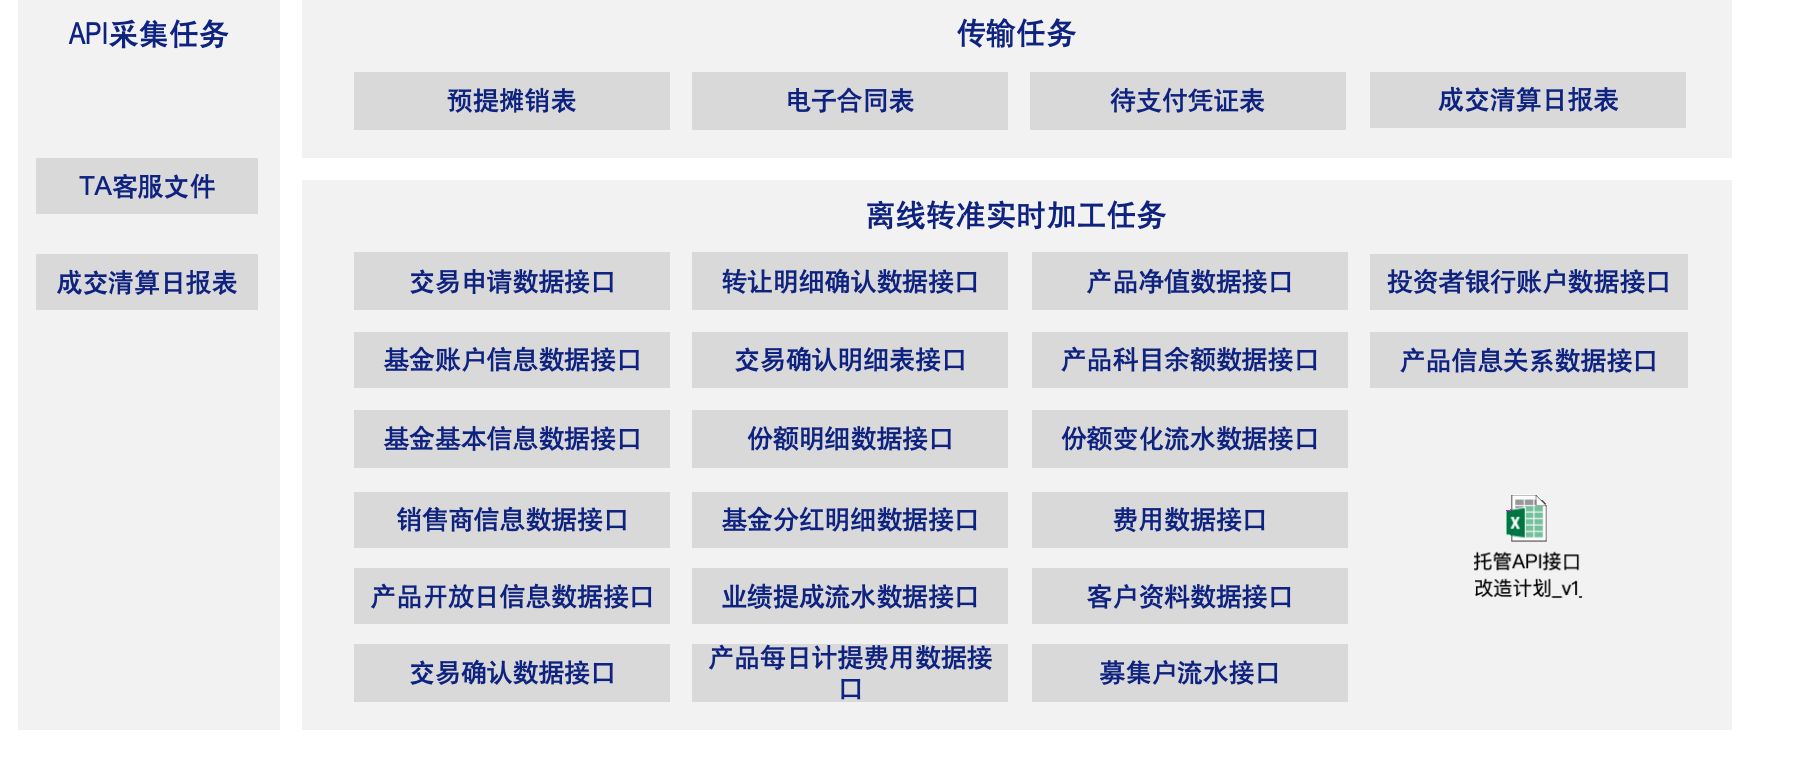 API采集任务
TA客服文件
成交清算日报表
传输任务
预提摊销表
电子合同表
待支付凭证表
成交清算日报表
离线转准实时加工任务
交易申请数据接口
转让明细确认数据接口
产品净值数据接口
投资者银行账户数据接口
基金账户信息数据接口
交易确认明细表接口
产品科目余额数据接口
产品信息关系数据接口
基金基本信息数据接口
份额明细数据接口
份额变化流水数据接口
销售商信息数据接口
基金分红明细数据接口
费用数据接口
产品开放日信息数据接口
业绩提成流水数据接口
客户资料数据接口
交易确认数据接口
产品每日计提费用数据接
口
募集户流水接口
托管API接口
改造计划_v1_